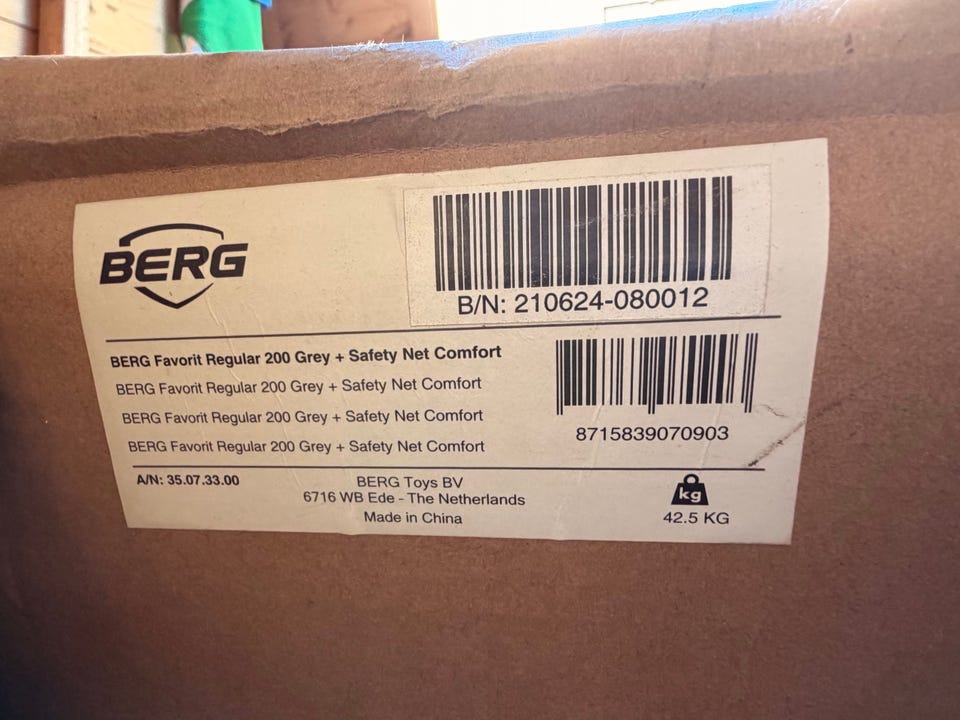 BERG
B/N: 210624-080012
BERG Favorit Regular 200 Grey + Safety Net Comfort
BERG Favorit Regular 200 Grey + Safety Net Comfort
BERG Favorit Regular 200 Grey + Safety Net Comfort
BERG Favorit Regular 200 Grey + Safety Net Comfort
8715839070903
A/N: 35.07.33.00
BERG Toys BV
6716 WB Ede - The Netherlands
Made in China
kg
42.5 KG